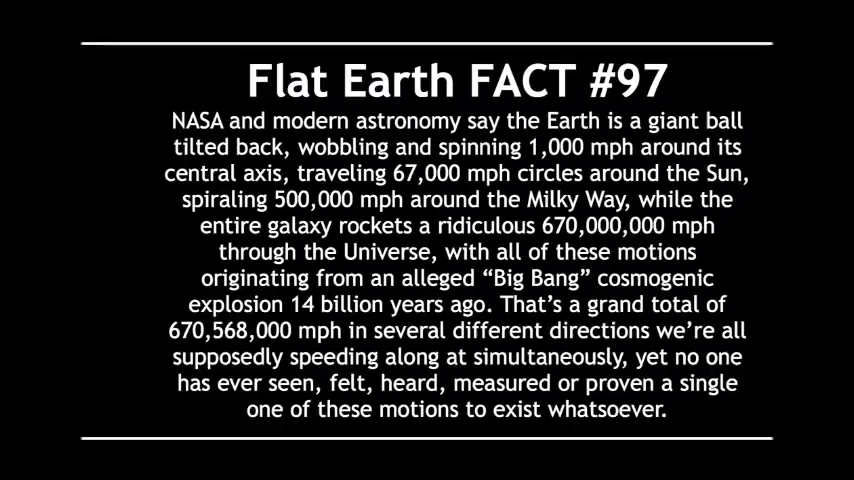 Flat Earth FACT #97
NASA and modern astronomy say the Earth is a giant ball
tilted back, wobbling and spinning 1,000 mph around its
central axis, traveling 67,000 mph circles around the Sun,
spiraling 500,000 mph around the Milky Way, while the
entire galaxy rockets a ridiculous 670,000,000 mph
through the Universe, with all of these motions
originating from an alleged “Big Bang” cosmogenic
explosion 14 billion years ago. That’s a grand total of
670,568,000 mph in several different directions we’re all
supposedly speeding along at simultaneously, yet no one
has ever seen, felt, heard, measured or proven a single
one of these motions to exist whatsoever.